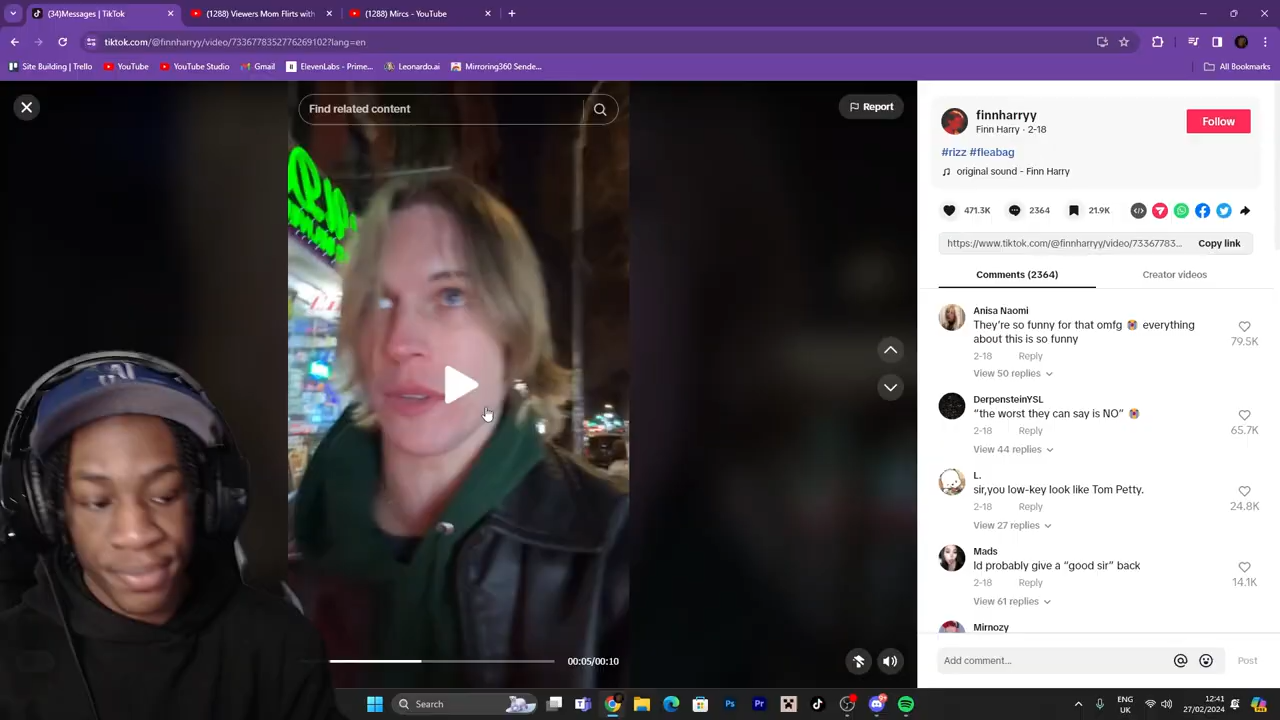 (34)Messages | TikTok
(1288) Viewers Moms with
(1288) Mircs - YouTube
tiktok.com/@finnharryy/video/7336778352776269102?lang=en
Site Building | Trello
YouTube
YouTube Studio
Gmail
ElevenLabs - Prime...
Leonardo.ai
Mirroring360 Sende...
All Bookmarks
Find related content
Report
finnharryy
Finn Harry · 2-18
Follow
#rizz #fleabag
original sound - Finn Harry
471.3K
2364
21.9K
https://www.tiktok.com/@finnharryy/video/73367783...
Copy link
Comments (2364)
Creator videos
Anisa Naomi
They're so funny for that omfg everything
about this is so funny
79.5K
2-18
Reply
View 50 replies
DerpensteinYSL
“the worst they can say is NO”
65.7K
2-18
Reply
View 44 replies
L.
sir,you low-key look like Tom Petty.
24.8K
2-18
Reply
View 27 replies
Mads
Id probably give a “good sir” back
14.1K
2-18
Reply
View 61 replies
Mirnozy
00:05/00:10
Add comment...
Post
Search
ENG
UK
12:41
27/02/2024